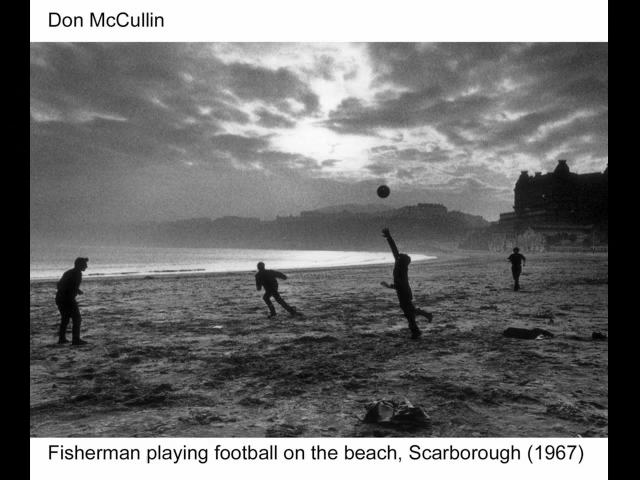 Don McCullin
Fisherman playing football on the beach, Scarborough (1967)